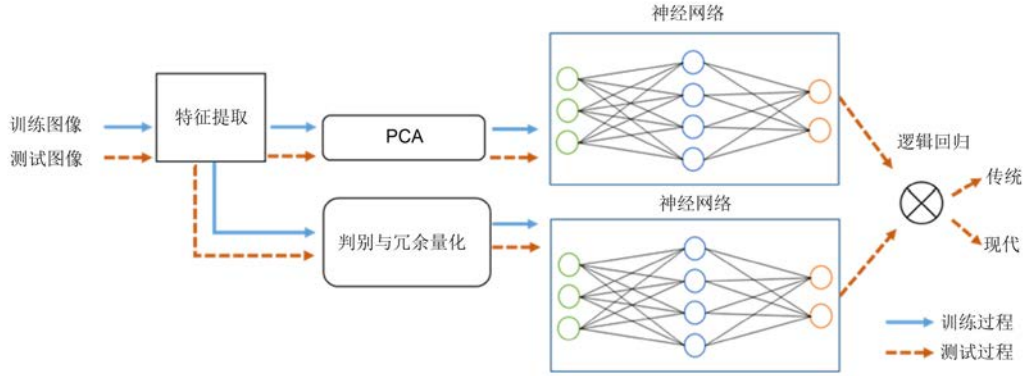 神经网络
训练图像
特征提取
PCA
测试图像
逻辑回归
传统
神经网络
判别与冗余量化
现代
训练过程
测试过程